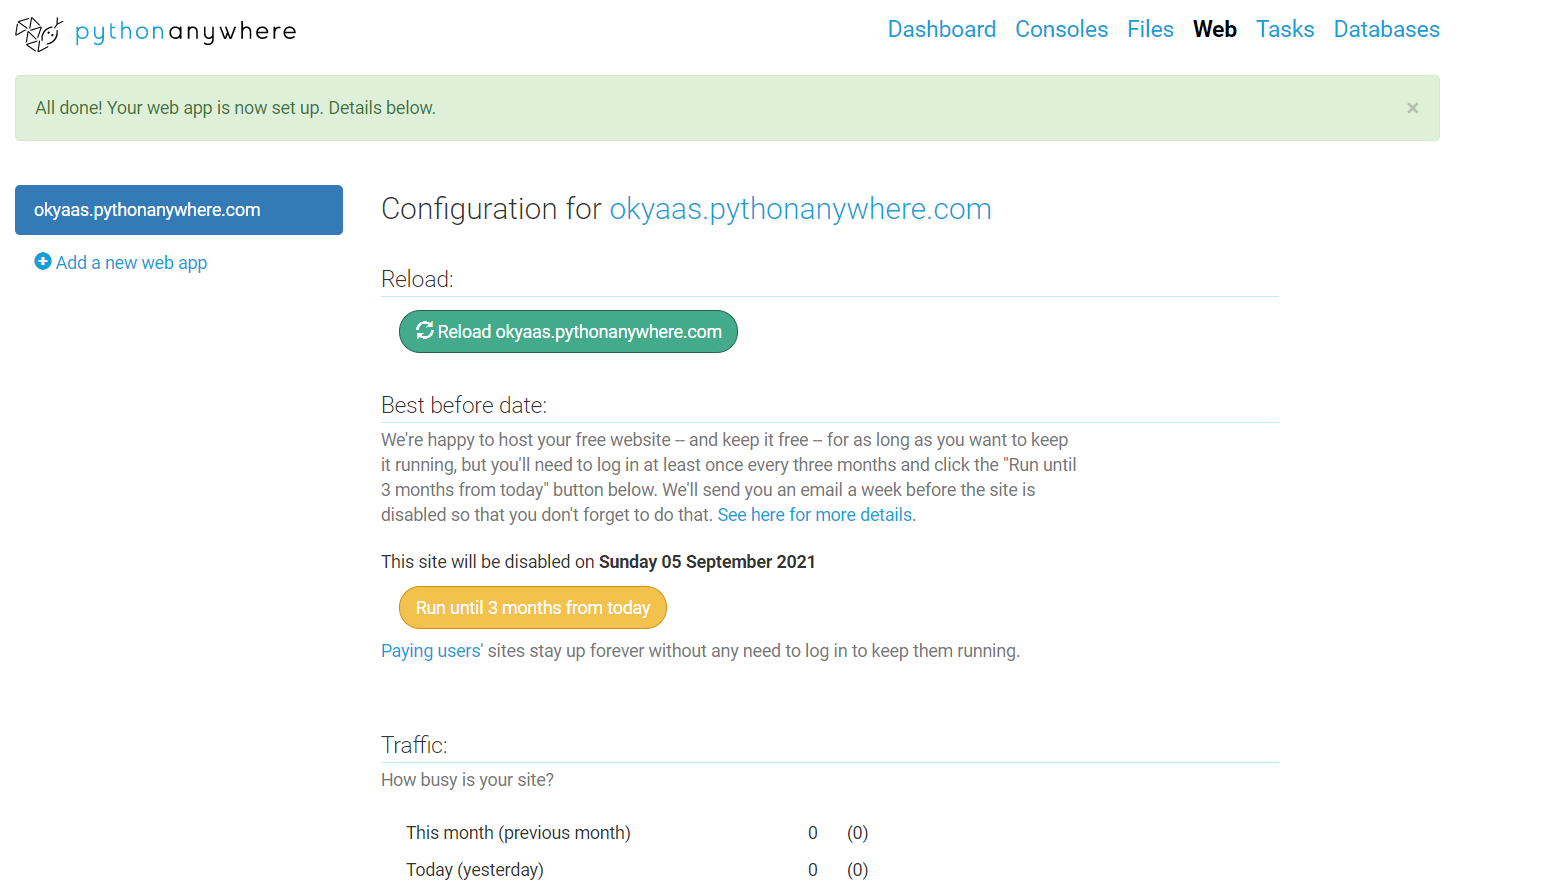 pythonanywhere
Dashboard Consoles Files Web Tasks Databases
All done! Your web app is now set up. Details below. ×
okyaas.pythonanywhere.com
Add a new web app
Configuration for okyaas.pythonanywhere.com
Reload:
Reload okyaas.pythonanywhere.com
Best before date:
We're happy to host your free website -- and keep it free -- for as long as you want to keep
it running, but you'll need to log in at least once every three months and click the "Run until
3 months from today" button below. We'll send you an email a week before the site is
disabled so that you don't forget to do that. See here for more details.
This site will be disabled on Sunday 05 September 2021
Run until 3 months from today
Paying users' sites stay up forever without any need to log in to keep them running.
Traffic:
How busy is your site?
This month (previous month) 0 (0)
Today (yesterday) 0 (0)